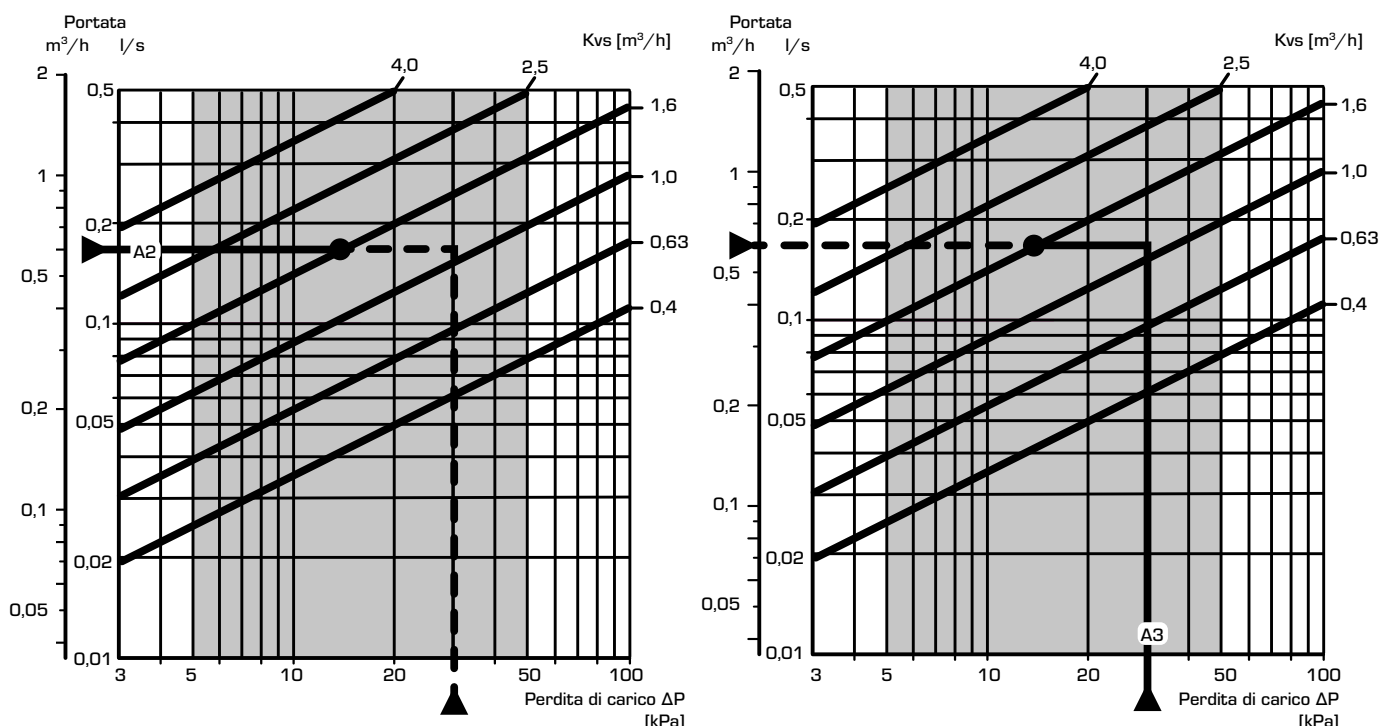 Portata
m³/h l/s
Kvs [m³/h]
4,0
2,5
2
0,5
1,6
1
1,0
0,2
A2
0,63
0,5
0,1
0,4
0,2
0,05
0,1
0,02
0,05
0,01
3 5 10 20 50 100
Perdita di carico ΔP
[kPa]
Portata
m³/h l/s
Kvs [m³/h]
4,0
2,5
2
0,5
1,6
1
1,0
0,2
0,63
0,5
0,1
0,4
0,2
0,05
0,1
0,02
0,05
A3
0,01
3 5 10 20 50 100
Perdita di carico ΔP
[kPa]